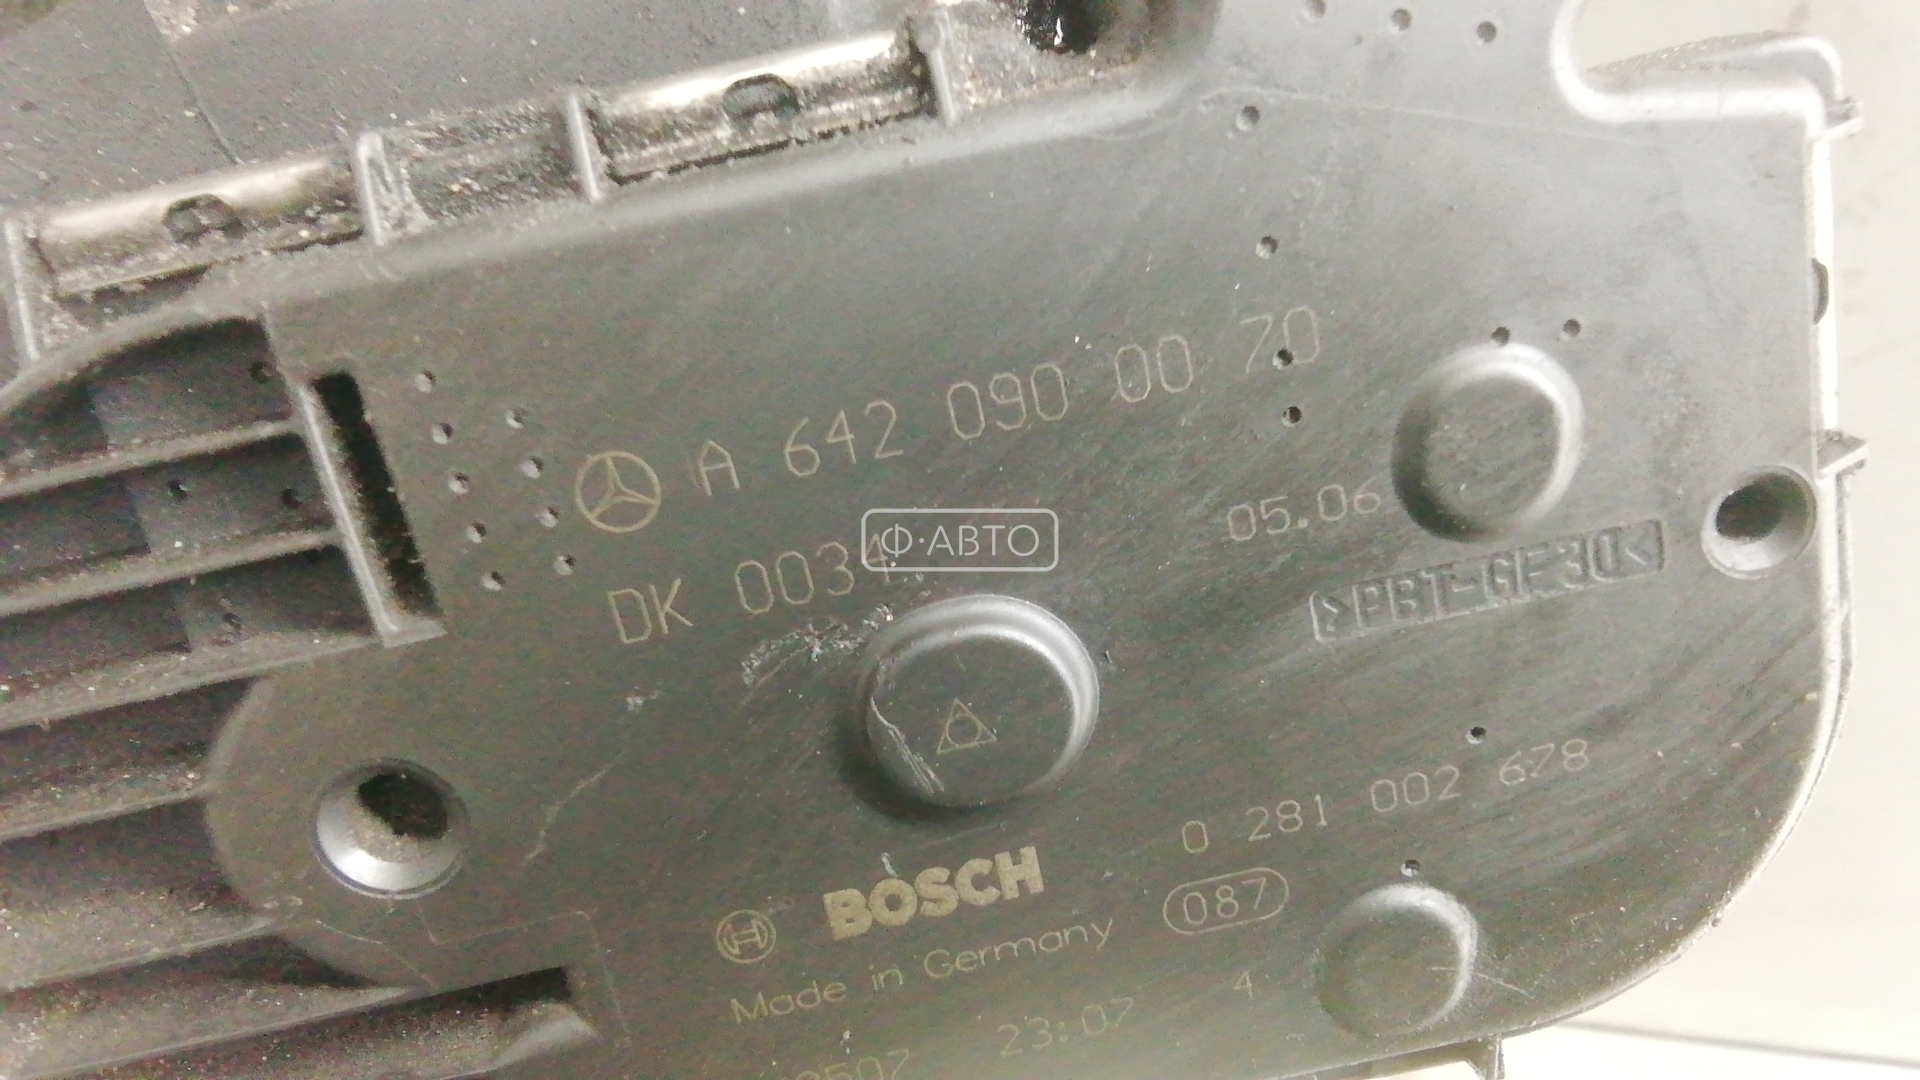 A 642 090 00 70
DK 0034
05.06
Ф·АВТО
>PBT-GF30<
0 281 002 678
BOSCH
087
Made in Germany
23:07 4